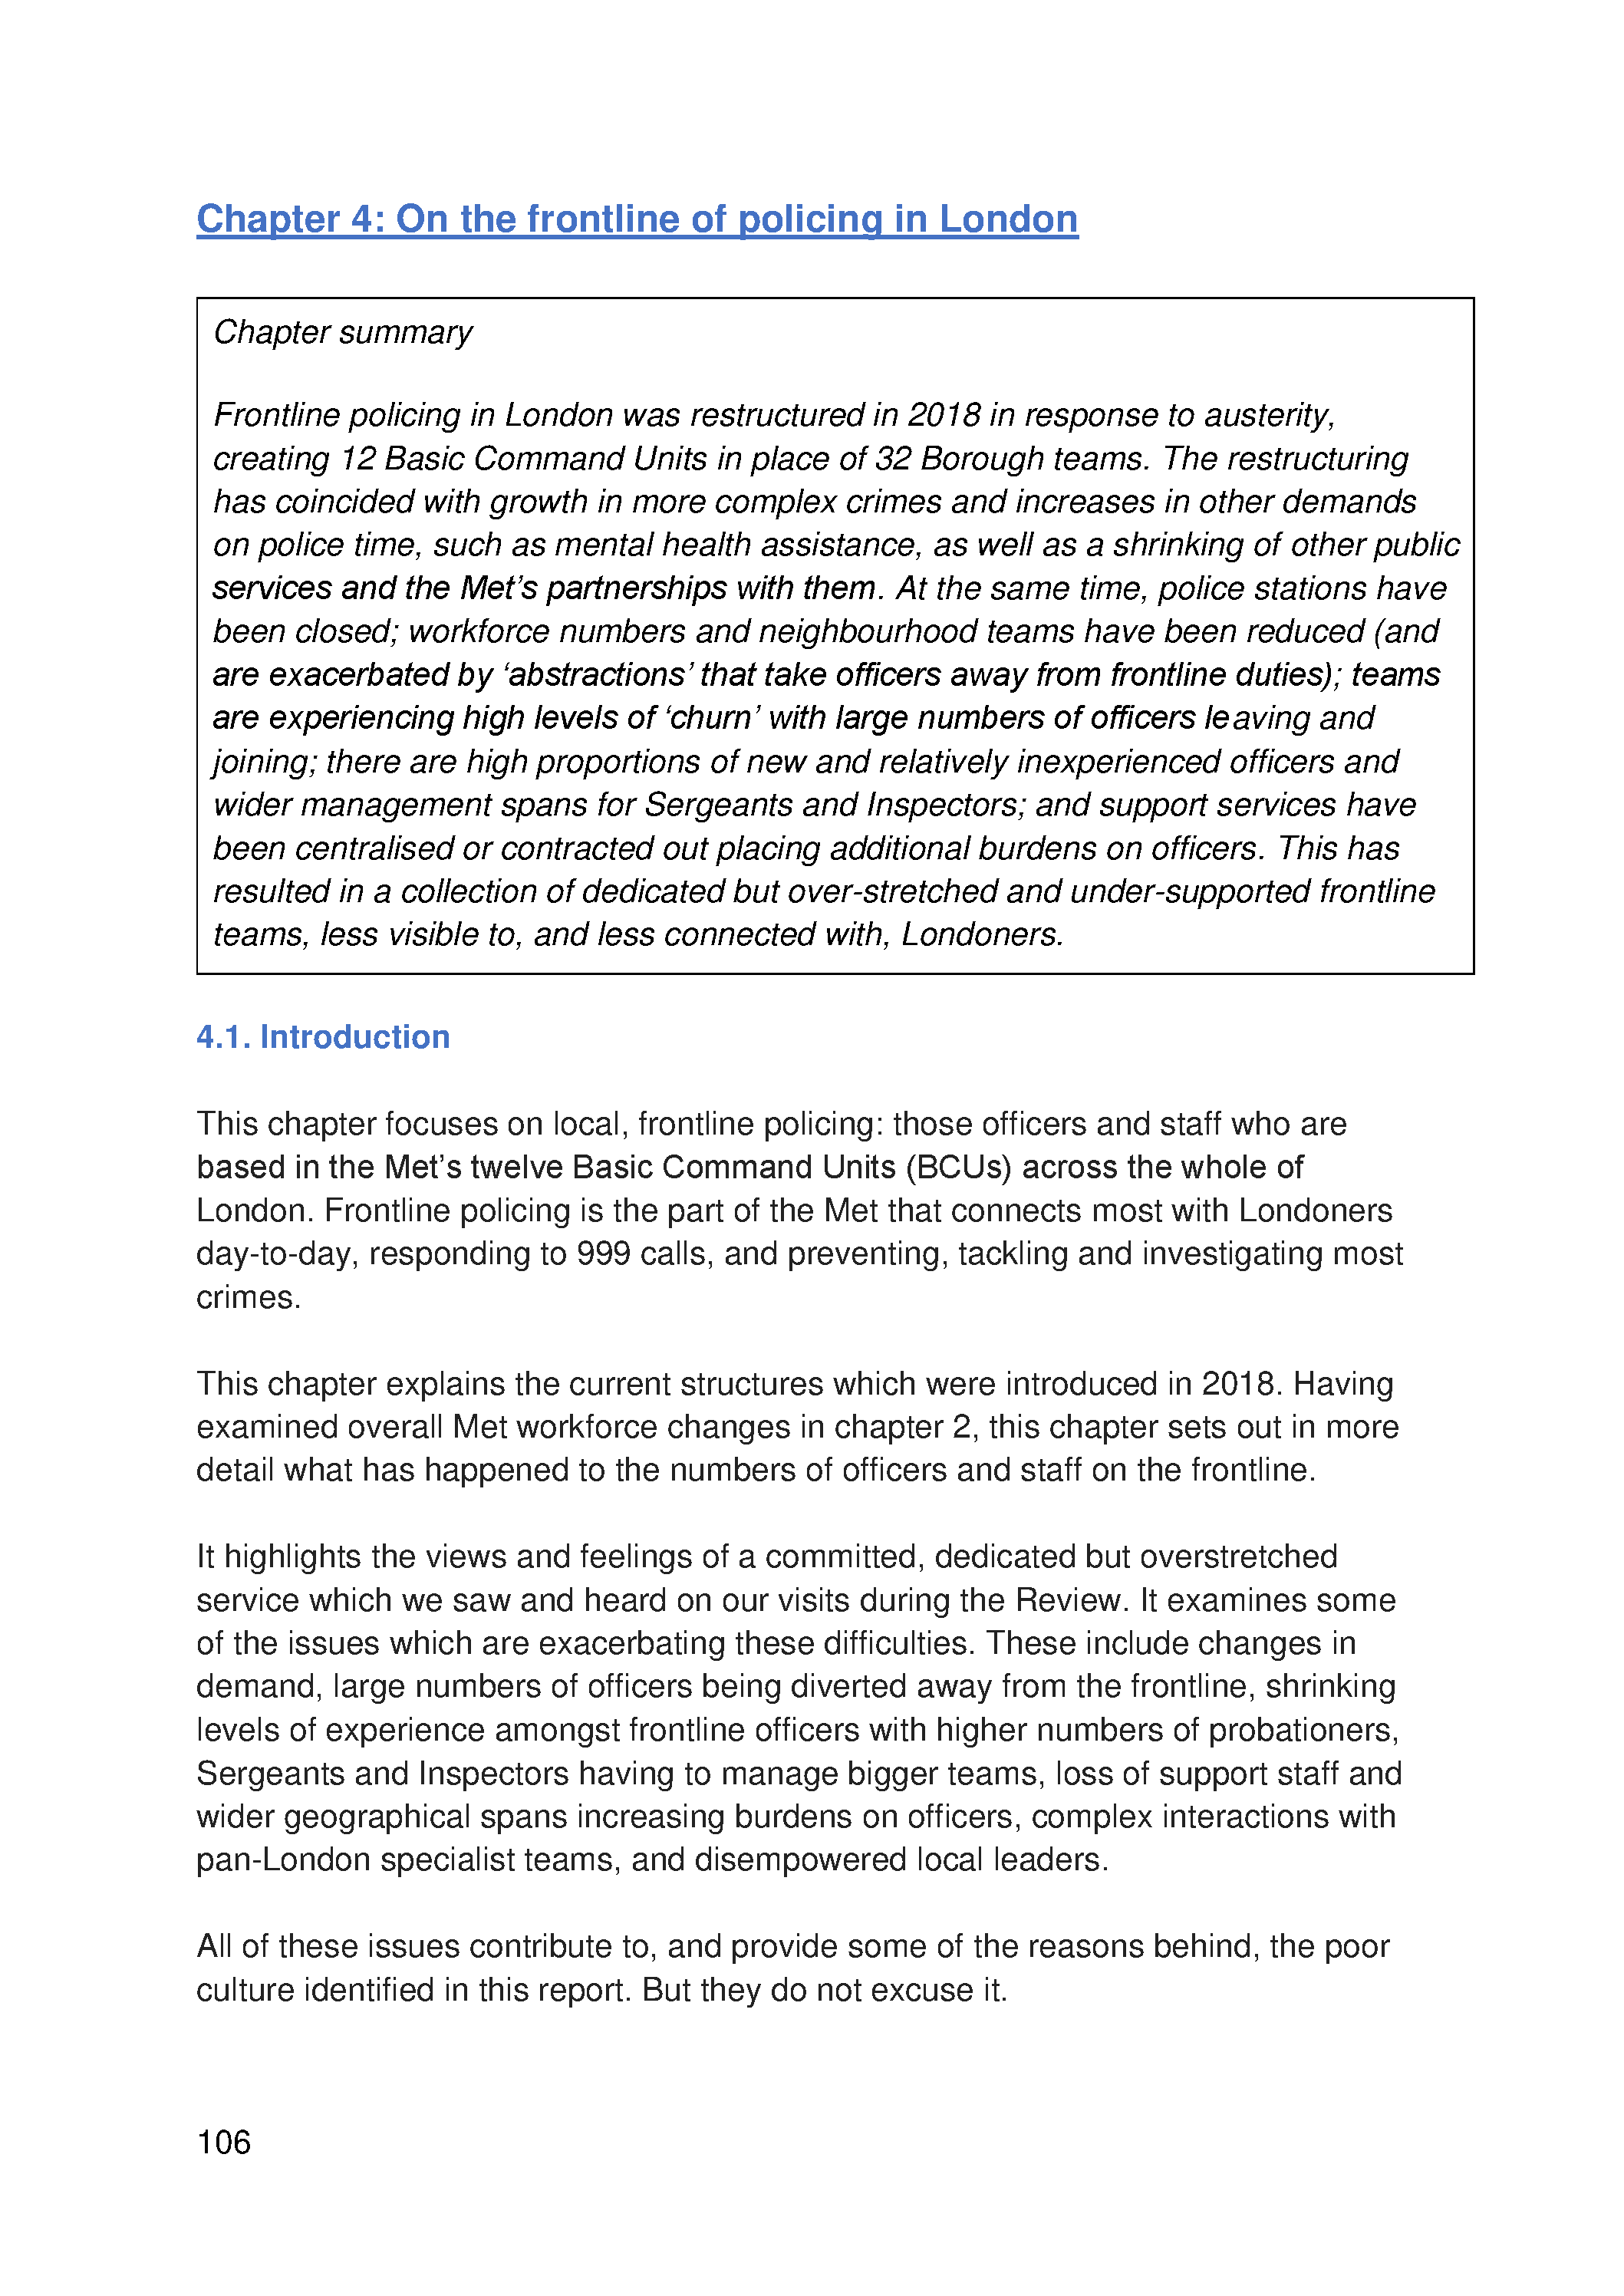 Chapter 4: On the frontline of policing in London
Chapter summary
Frontline policing in London was restructured in 2018 in response to austerity,
creating 12 Basic Command Units in place of 32 Borough teams. The restructuring
has coincided with growth in more complex crimes and increases in other demands
on police time, such as mental health assistance, as well as a shrinking of other public
services and the Met’s partnerships with them. At the same time, police stations have
been closed; workforce numbers and neighbourhood teams have been reduced (and
are exacerbated by ‘abstractions’ that take officers away from frontline duties); teams
are experiencing high levels of ‘churn’ with large numbers of officers leaving and
joining; there are high proportions of new and relatively inexperienced officers and
wider management spans for Sergeants and Inspectors; and support services have
been centralised or contracted out placing additional burdens on officers. This has
resulted in a collection of dedicated but over-stretched and under-supported frontline
teams, less visible to, and less connected with, Londoners.
4.1. Introduction
This chapter focuses on local, frontline policing: those officers and staff who are
based in the Met’s twelve Basic Command Units (BCUs) across the whole of
London. Frontline policing is the part of the Met that connects most with Londoners
day-to-day, responding to 999 calls, and preventing, tackling and investigating most
crimes.
This chapter explains the current structures which were introduced in 2018. Having
examined overall Met workforce changes in chapter 2, this chapter sets out in more
detail what has happened to the numbers of officers and staff on the frontline.
It highlights the views and feelings of a committed, dedicated but overstretched
service which we saw and heard on our visits during the Review. It examines some
of the issues which are exacerbating these difficulties. These include changes in
demand, large numbers of officers being diverted away from the frontline, shrinking
levels of experience amongst frontline officers with higher numbers of probationers,
Sergeants and Inspectors having to manage bigger teams, loss of support staff and
wider geographical spans increasing burdens on officers, complex interactions with
pan-London specialist teams, and disempowered local leaders.
All of these issues contribute to, and provide some of the reasons behind, the poor
culture identified in this report. But they do not excuse it.
106